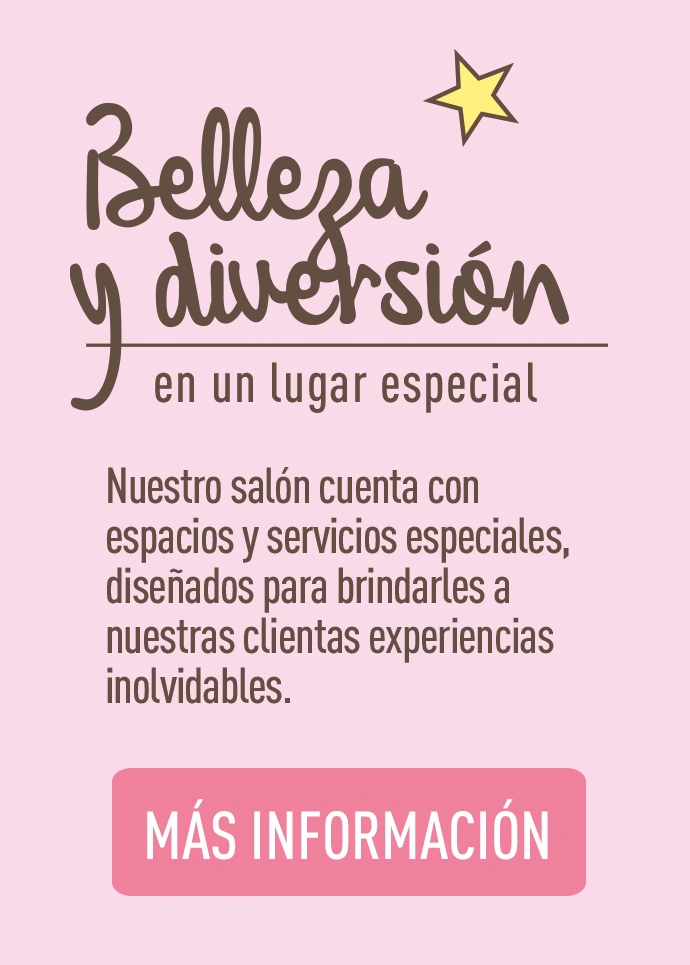 Belleza
y diversión
en un lugar especial
Nuestro salón cuenta con
espacios y servicios especiales,
diseñados para brindarles a
nuestras clientas experiencias
inolvidables.
MÁS INFORMACIÓN